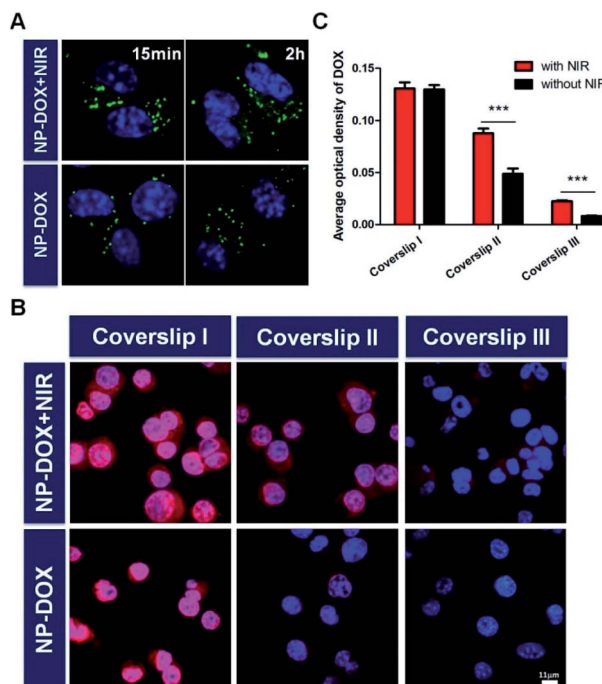 A
15min
2h
NP-DOX+NIR
NP-DOX
C
Average optical density of DOX
0.15
0.10
0.05
0.00
with NIR
without NIR
***
***
Coverslip I
Coverslip II
Coverslip III
B
Coverslip I
Coverslip II
Coverslip III
NP-DOX+NIR
NP-DOX
11μm